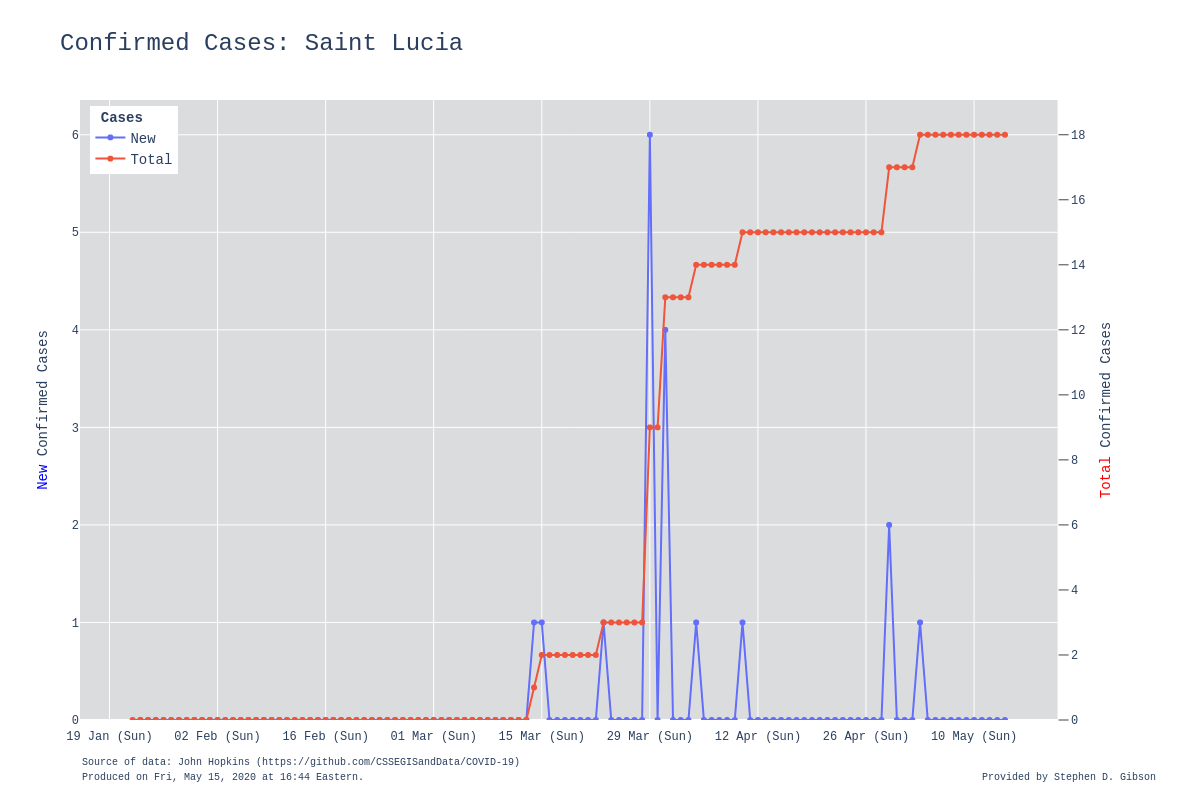 Confirmed Cases: Saint Lucia
Cases
New
Total
6
5
4
3
2
1
0
New Confirmed Cases
18
16
14
12
10
8
6
4
2
0
Total Confirmed Cases
19 Jan (Sun) 02 Feb (Sun) 16 Feb (Sun) 01 Mar (Sun) 15 Mar (Sun) 29 Mar (Sun) 12 Apr (Sun) 26 Apr (Sun) 10 May (Sun)
Source of data: John Hopkins (https://github.com/CSSEGISandData/COVID-19)
Produced on Fri, May 15, 2020 at 16:44 Eastern.
Provided by Stephen D. Gibson